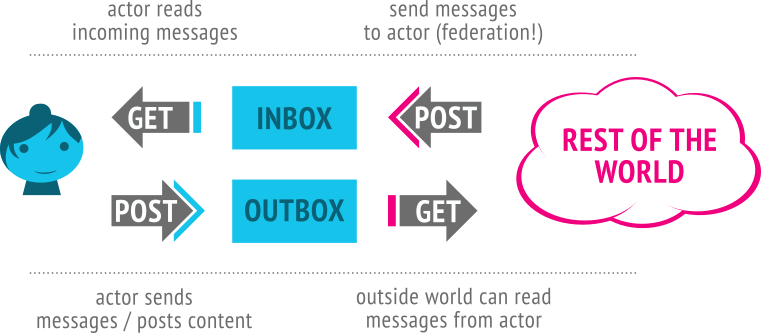 actor reads
incoming messages
send messages
to actor (federation!)
GET
INBOX
POST
REST OF THE
WORLD
POST
OUTBOX
GET
actor sends
messages / posts content
outside world can read
messages from actor